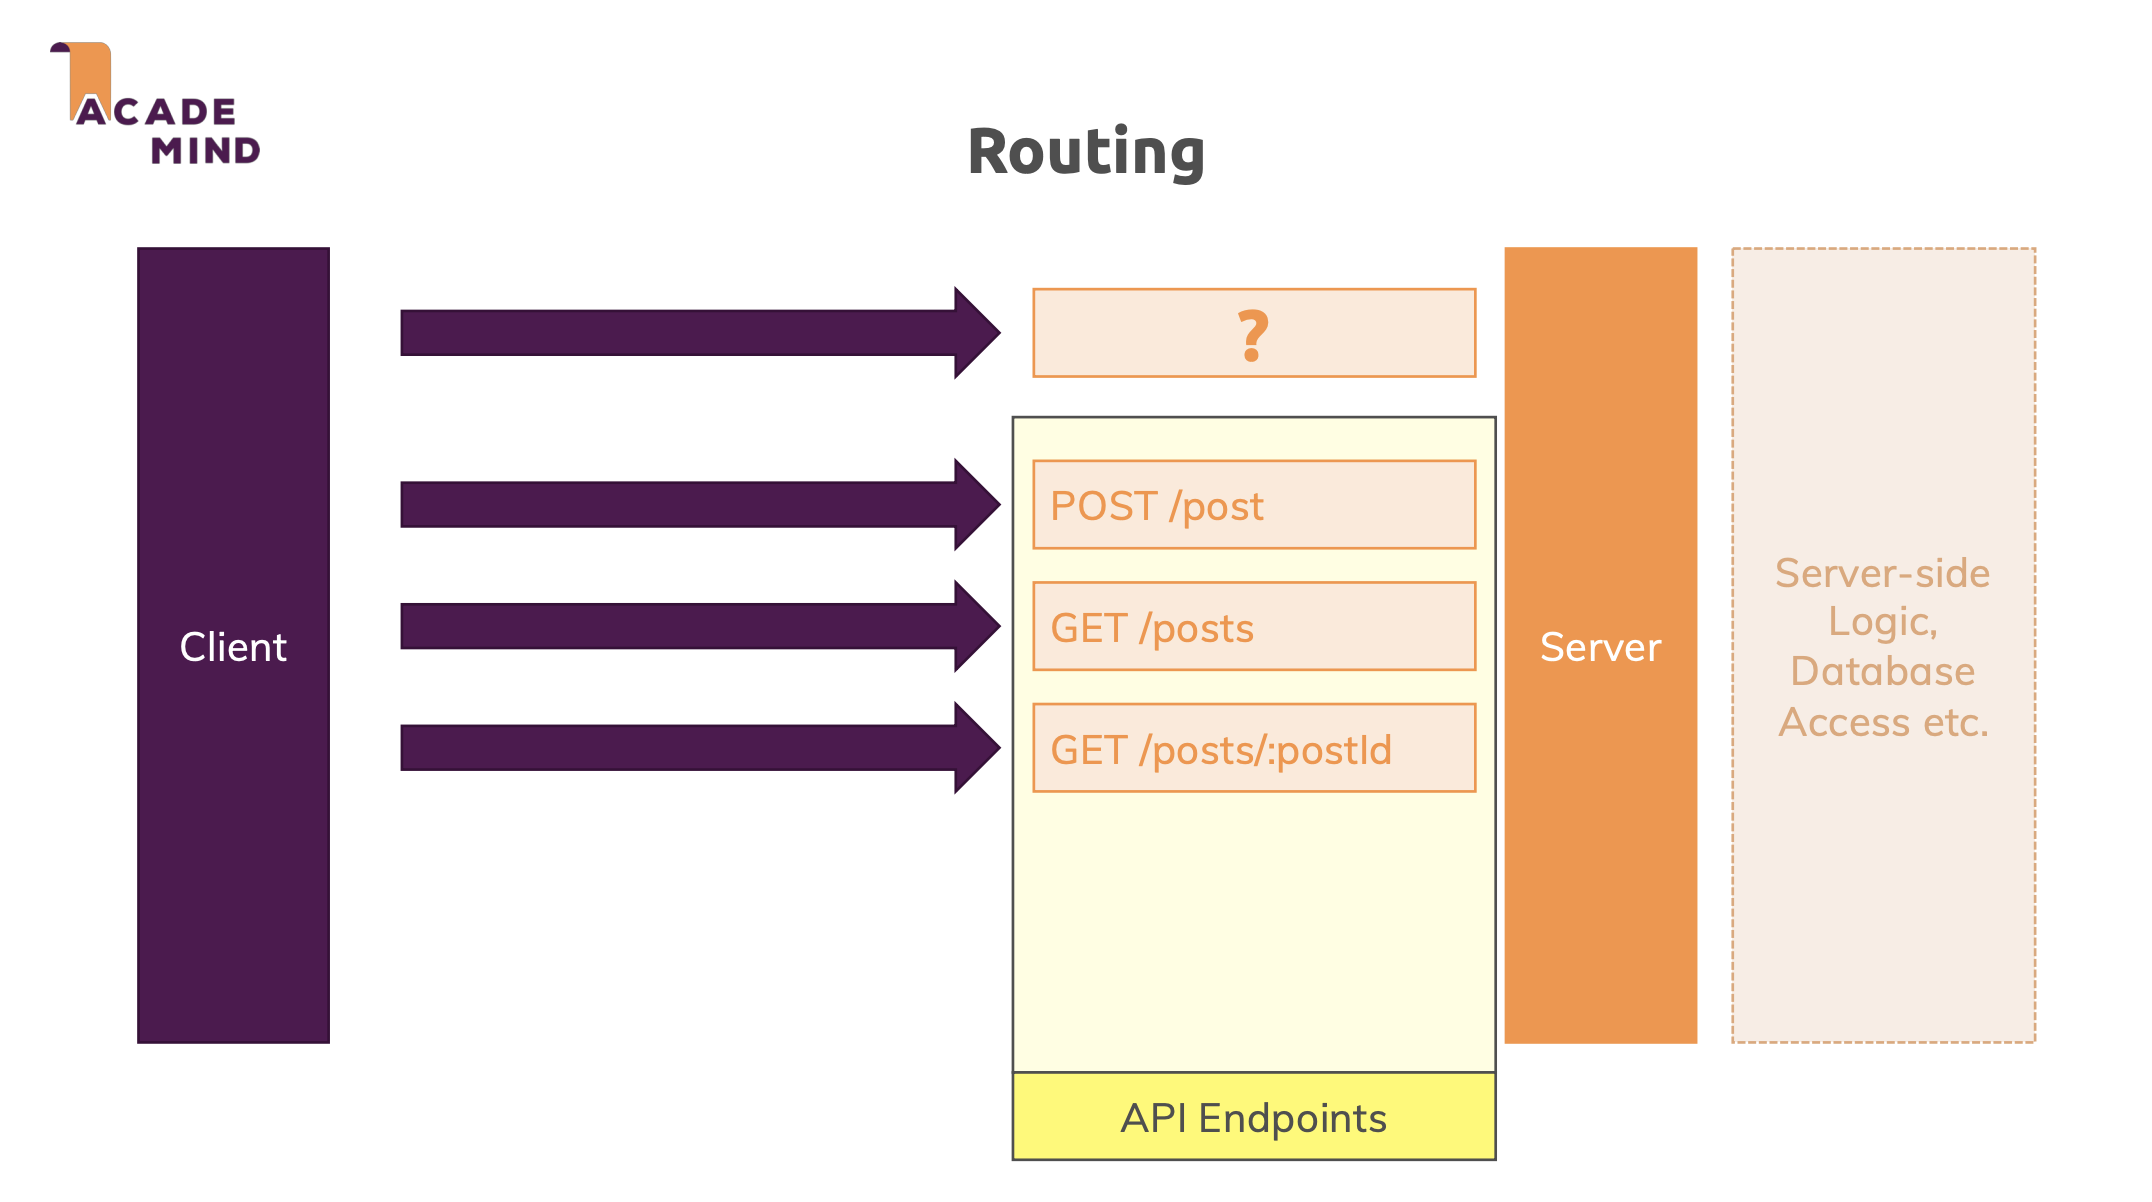 ACADE
MIND
Routing
Client
?
POST /post
GET /posts
GET /posts/:postId
API Endpoints
Server
Server-side
Logic,
Database
Access etc.